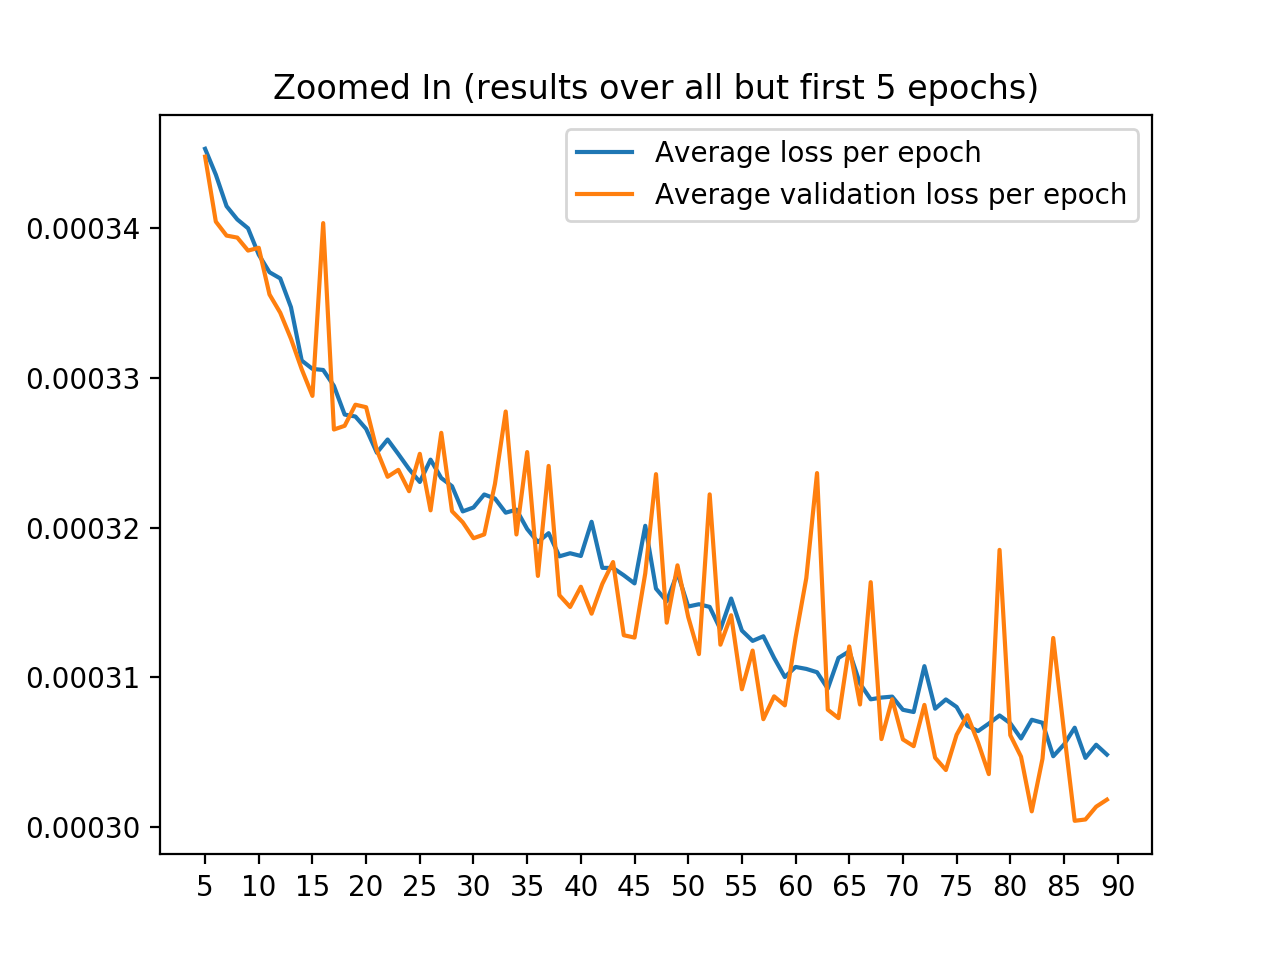 Zoomed In (results over all but first 5 epochs)
Average loss per epoch
Average validation loss per epoch
0.00034
0.00033
0.00032
0.00031
0.00030
5 10 15 20 25 30 35 40 45 50 55 60 65 70 75 80 85 90